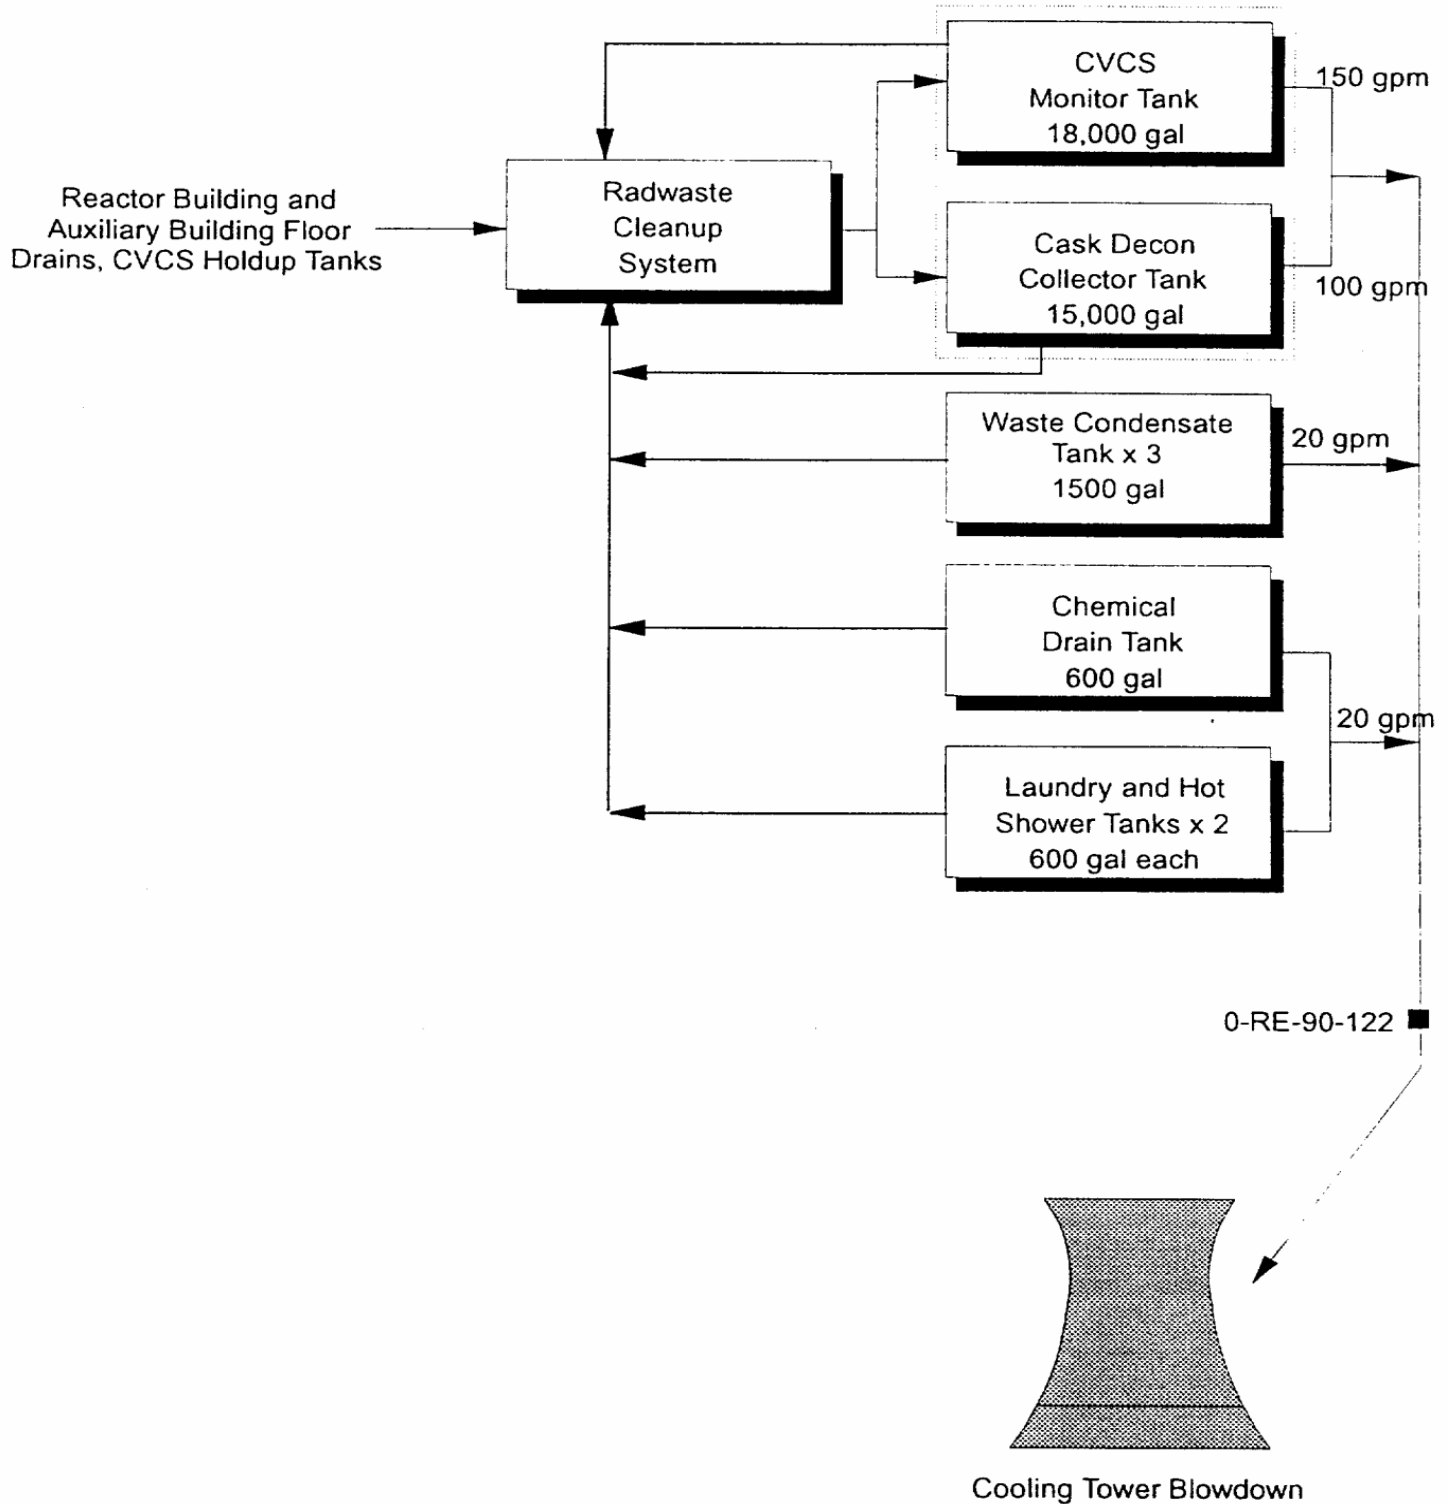 CVCS
Monitor Tank
18,000 gal
150 gpm
Reactor Building and
Auxiliary Building Floor
Drains, CVCS Holdup Tanks
Radwaste
Cleanup
System
Cask Decon
Collector Tank
15,000 gal
100 gpm
Waste Condensate
Tank x 3
1500 gal
20 gpm
Chemical
Drain Tank
600 gal
20 gpm
Laundry and Hot
Shower Tanks x 2
600 gal each
0-RE-90-122
Cooling Tower Blowdown